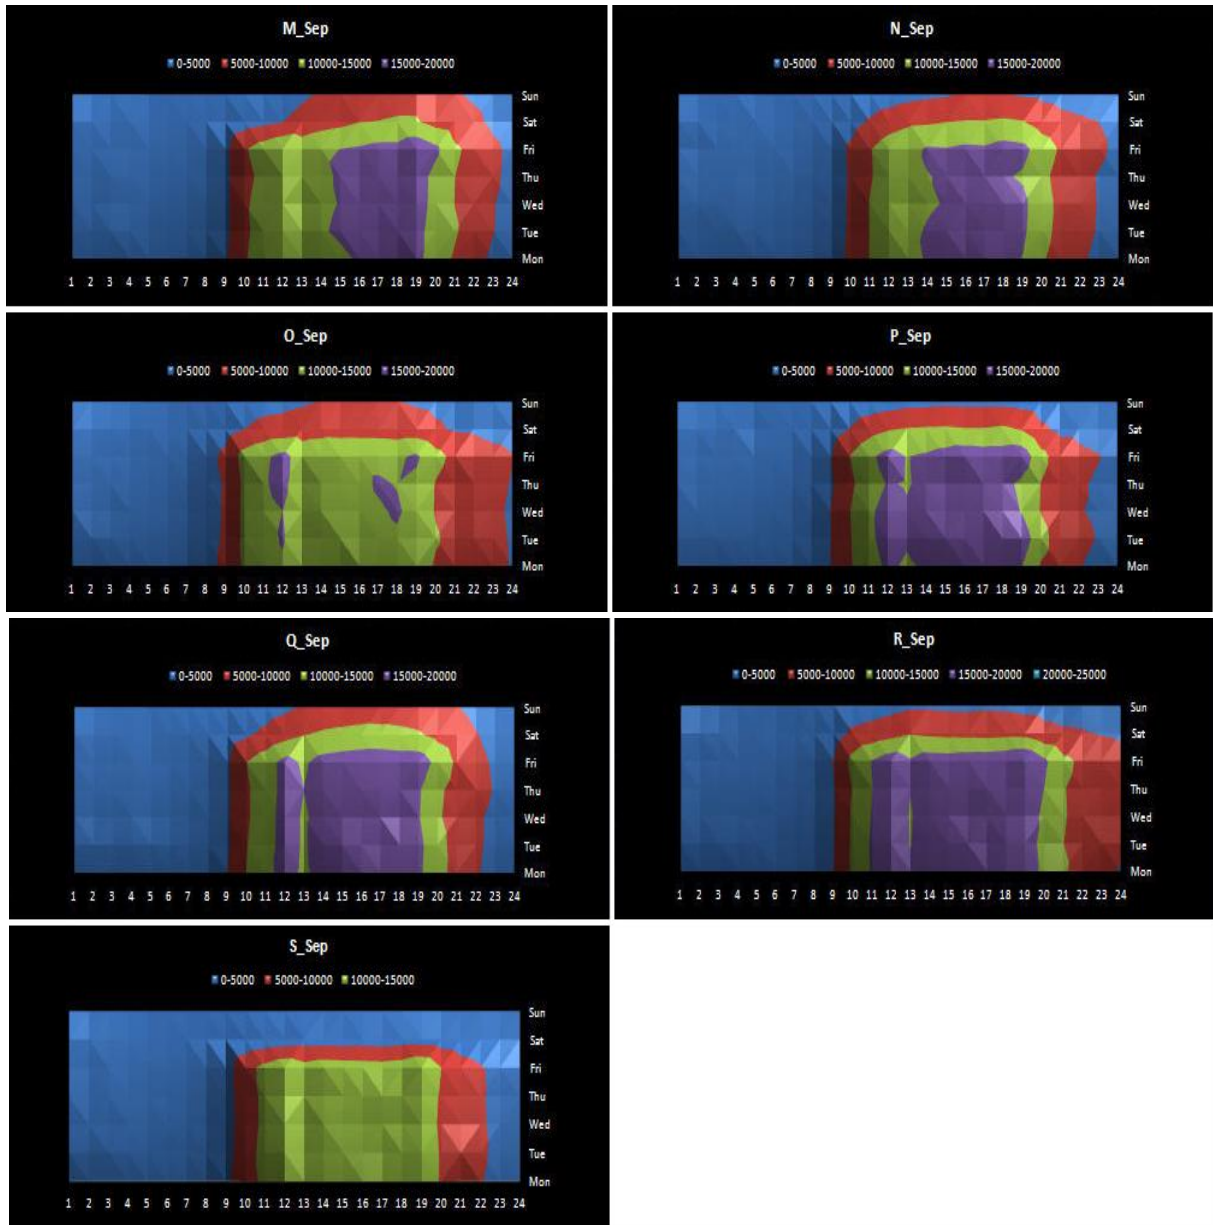 M_Sep
0-5000 5000-10000 10000-15000 15000-20000
Sun
Sat
Fri
Thu
Wed
Tue
Mon
1 2 3 4 5 6 7 8 9 10 11 12 13 14 15 16 17 18 19 20 21 22 23 24
N_Sep
0-5000 5000-10000 10000-15000 15000-20000
Sun
Sat
Fri
Thu
Wed
Tue
Mon
1 2 3 4 5 6 7 8 9 10 11 12 13 14 15 16 17 18 19 20 21 22 23 24
O_Sep
0-5000 5000-10000 10000-15000 15000-20000
Sun
Sat
Fri
Thu
Wed
Tue
Mon
1 2 3 4 5 6 7 8 9 10 11 12 13 14 15 16 17 18 19 20 21 22 23 24
P_Sep
0-5000 5000-10000 10000-15000 15000-20000
Sun
Sat
Fri
Thu
Wed
Tue
Mon
1 2 3 4 5 6 7 8 9 10 11 12 13 14 15 16 17 18 19 20 21 22 23 24
Q_Sep
0-5000 5000-10000 10000-15000 15000-20000
Sun
Sat
Fri
Thu
Wed
Tue
Mon
1 2 3 4 5 6 7 8 9 10 11 12 13 14 15 16 17 18 19 20 21 22 23 24
R_Sep
0-5000 5000-10000 10000-15000 15000-20000 20000-25000
Sun
Sat
Fri
Thu
Wed
Tue
Mon
1 2 3 4 5 6 7 8 9 10 11 12 13 14 15 16 17 18 19 20 21 22 23 24
S_Sep
0-5000 5000-10000 10000-15000
Sun
Sat
Fri
Thu
Wed
Tue
Mon
1 2 3 4 5 6 7 8 9 10 11 12 13 14 15 16 17 18 19 20 21 22 23 24